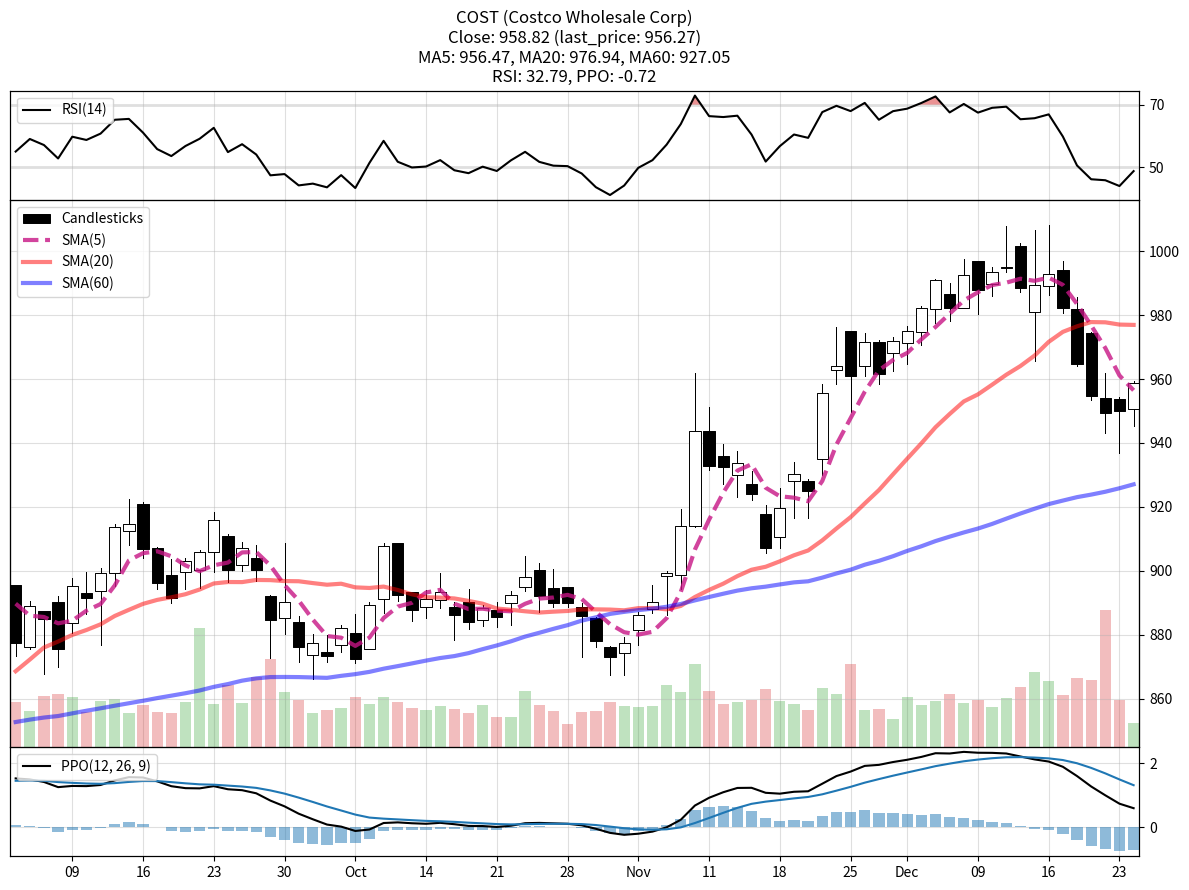 COST (Costco Wholesale Corp)
Close: 958.82 (last_price: 956.27)
MA5: 956.47, MA20: 976.94, MA60: 927.05
RSI: 32.79, PPO: -0.72
RSI(14)
70
50
Candlesticks
SMA(5)
SMA(20)
SMA(60)
1000
980
960
940
920
900
880
860
PPO(12, 26, 9)
2
0
09 16 23 30 Oct 14 21 28 Nov 11 18 25 Dec 09 16 23